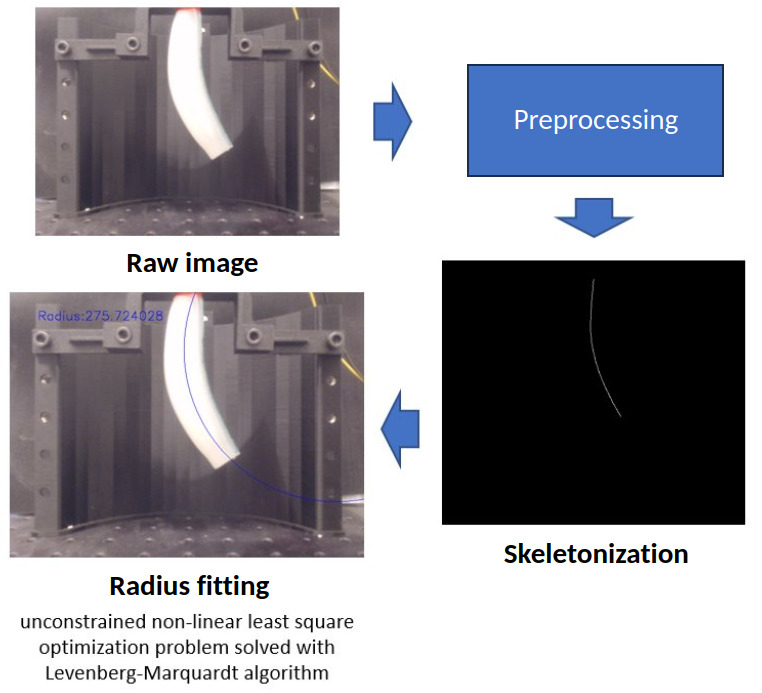 Preprocessing
Raw image
Radius:275.724028
Skeletonization
Radius fitting
unconstrained non-linear least square
optimization problem solved with
Levenberg-Marquardt algorithm